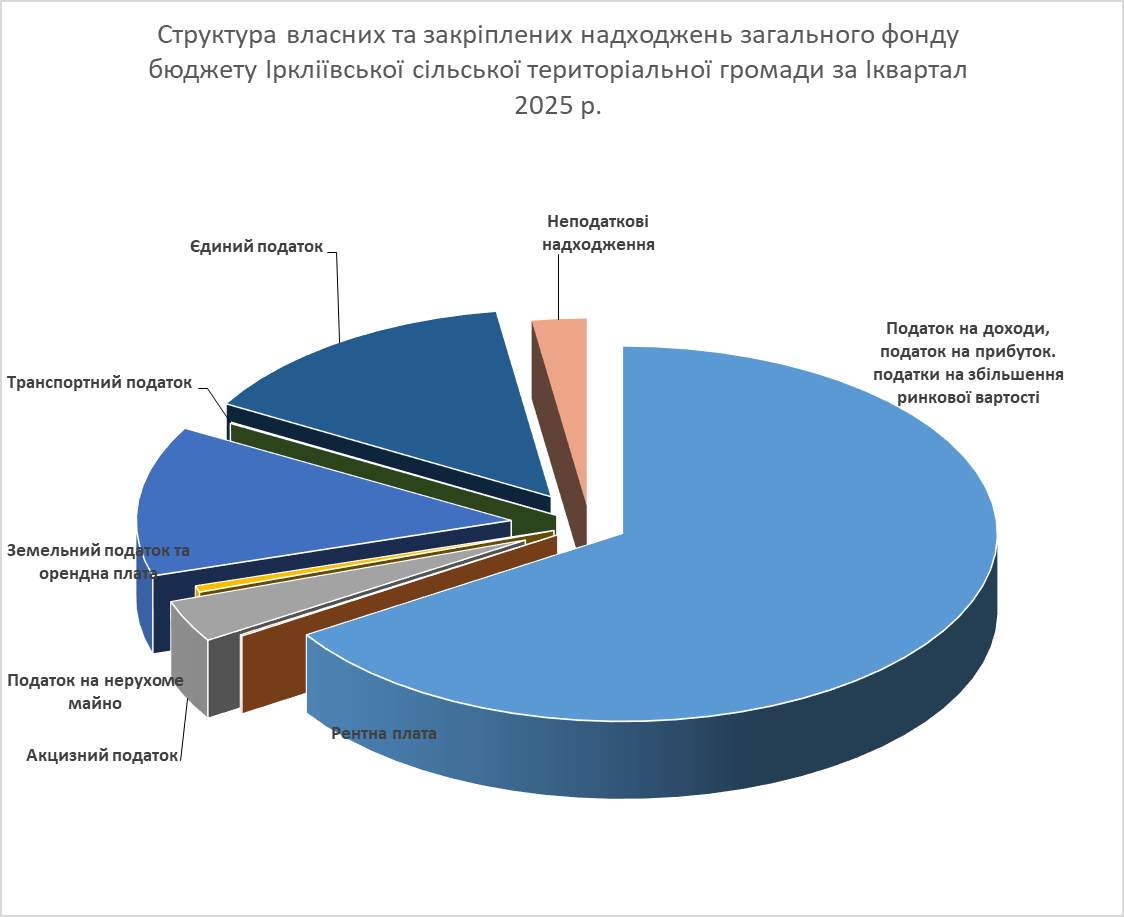 Структура власних та закріплених надходжень загального фонду
бюджету Іркліївської сільської територіальної громади за Іквартал
2025 р.
Неподаткові
надходження
Єдиний податок
Податок на доходи,
податок на прибуток.
податки на збільшення
ринкової вартості
Транспортний податок
Земельний податок та
орендна плата
Податок на нерухоме
майно
Рентна плата
Акцизний податок